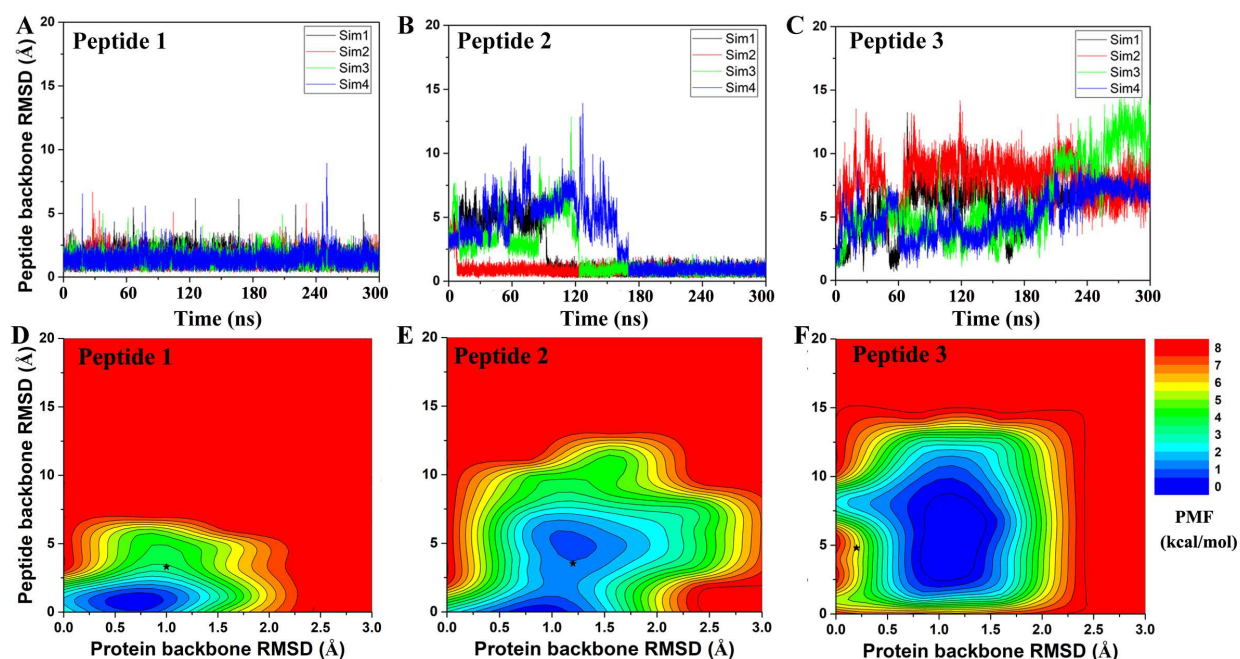 A
Peptide 1
Sim1
Sim2
Sim3
Sim4
20
15
10
5
0
0 60 120 180 240 300
Time (ns)
Peptide backbone RMSD (Å)
B
Peptide 2
Sim1
Sim2
Sim3
Sim4
20
15
10
5
0
0 60 120 180 240 300
Time (ns)
C
Peptide 3
Sim1
Sim2
Sim3
Sim4
20
15
10
5
0
0 60 120 180 240 300
Time (ns)
D
Peptide 1
20
15
10
5
0
0.0 0.5 1.0 1.5 2.0 2.5 3.0
Protein backbone RMSD (Å)
Peptide backbone RMSD (Å)
E
Peptide 2
20
15
10
5
0
0.0 0.5 1.0 1.5 2.0 2.5 3.0
Protein backbone RMSD (Å)
F
Peptide 3
20
15
10
5
0
0.0 0.5 1.0 1.5 2.0 2.5 3.0
Protein backbone RMSD (Å)
8
7
6
5
4
3
2
1
0
PMF
(kcal/mol)